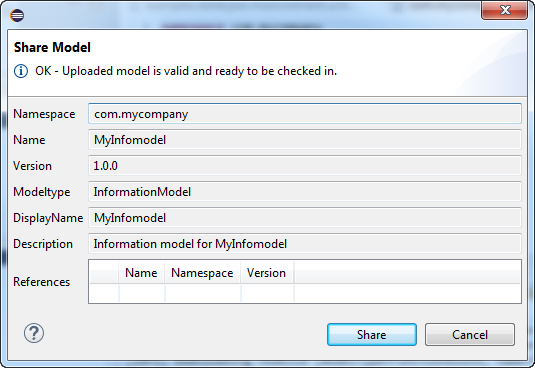 Share Model
OK - Uploaded model is valid and ready to be checked in.
Namespace com.mycompany
Name MyInfomodel
Version 1.0.0
Modeltype InformationModel
DisplayName MyInfomodel
Description Information model for MyInfomodel
References Name Namespace Version
Share Cancel